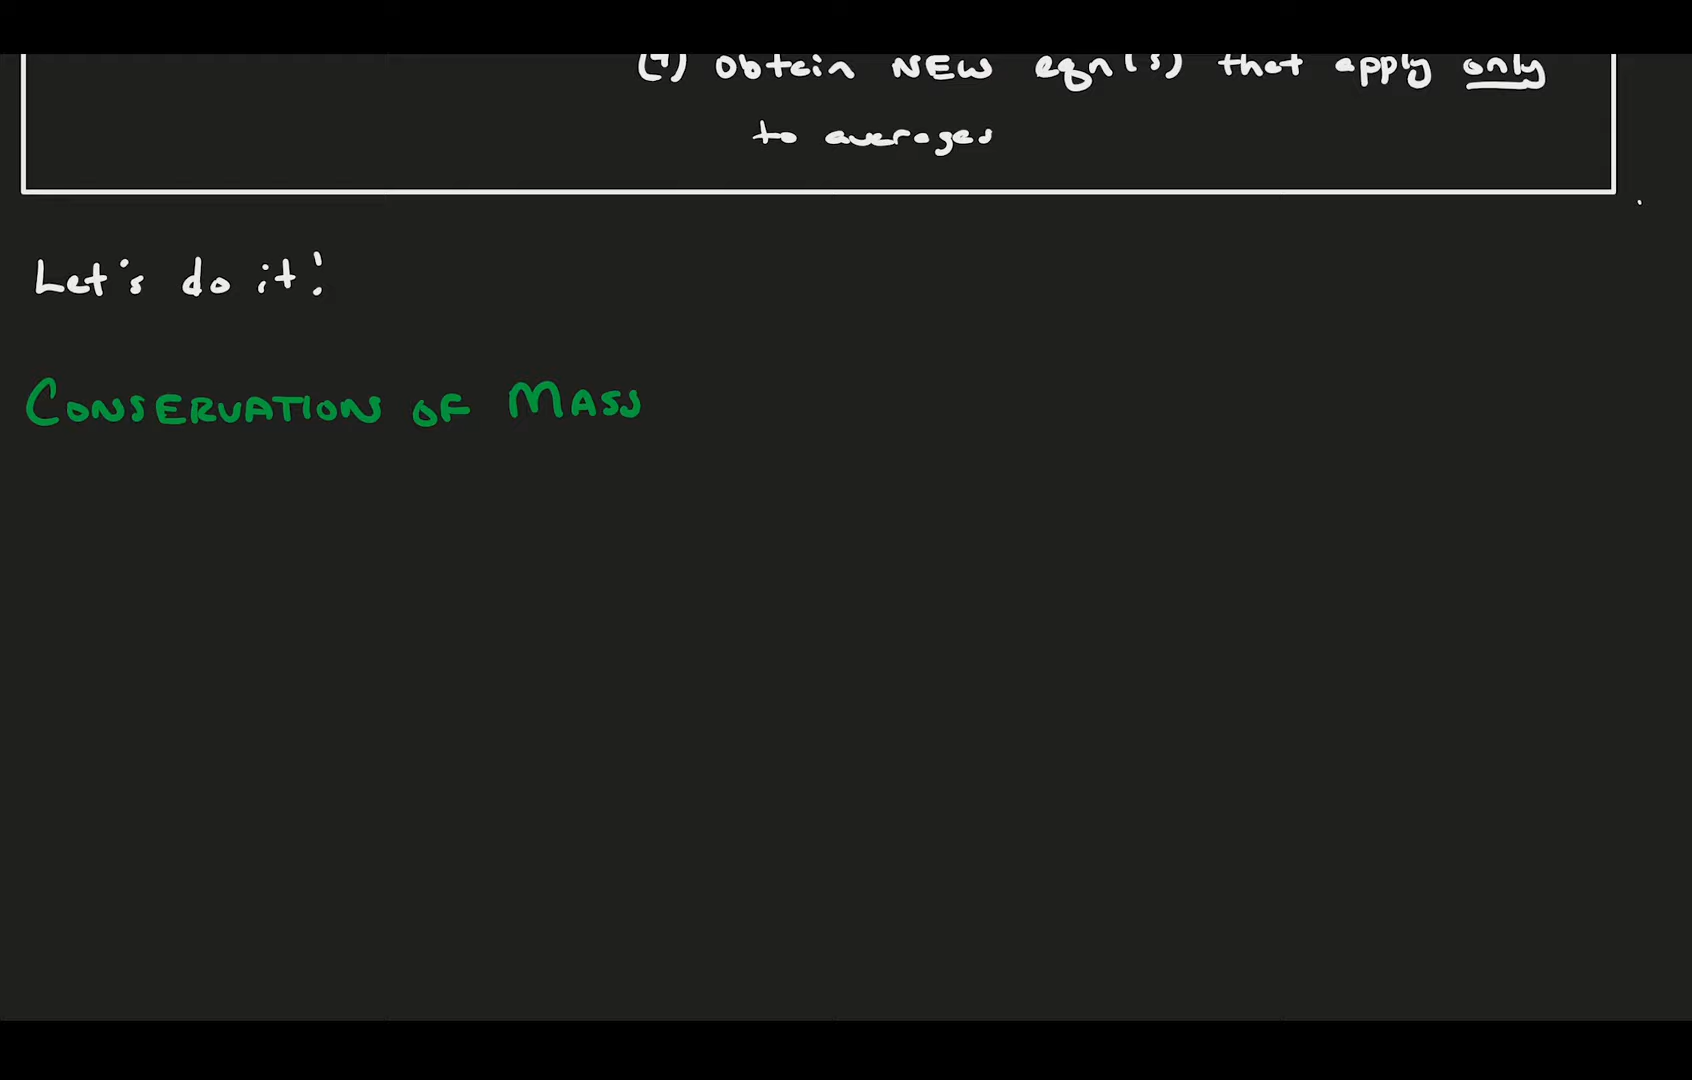 (4) Obtain NEW eqn(s) that apply only
to averages
Let's do it!
CONSERVATION OF MASS